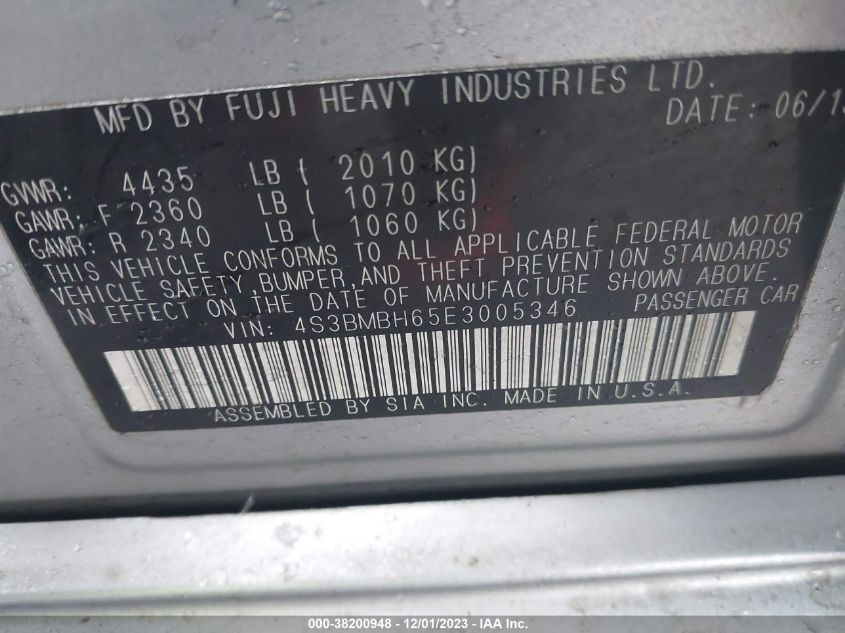 MFD BY FUJI HEAVY INDUSTRIES LTD.
DATE: 06/13
GVWR: 4435 LB ( 2010 KG)
GAWR: F 2360 LB ( 1070 KG)
GAWR: R 2340 LB ( 1060 KG)
THIS VEHICLE CONFORMS TO ALL APPLICABLE FEDERAL MOTOR
VEHICLE SAFETY, BUMPER, AND THEFT PREVENTION STANDARDS
IN EFFECT ON THE DATE OF MANUFACTURE SHOWN ABOVE.
VIN: 4S3BMBH65E3005346 PASSENGER CAR
ASSEMBLED BY SIA INC. MADE IN U.S.A.
000-38200948 - 12/01/2023 - © IAA Inc.